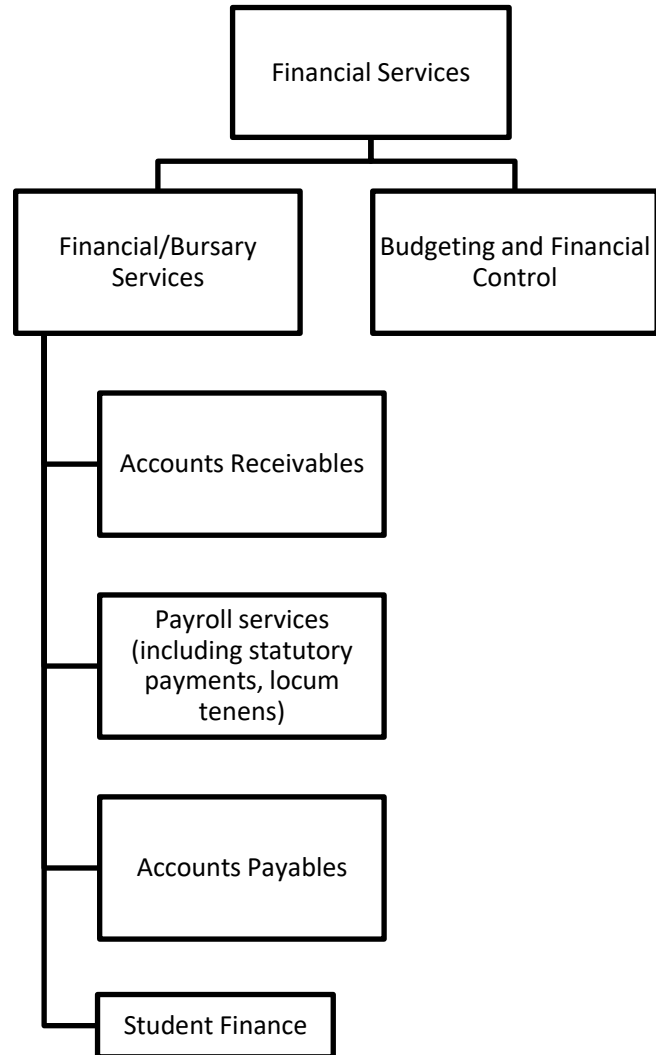 Financial Services
Financial/Bursary
Services
Budgeting and Financial
Control
Accounts Receivables
Payroll services
(including statutory
payments, locum
tenens)
Accounts Payables
Student Finance